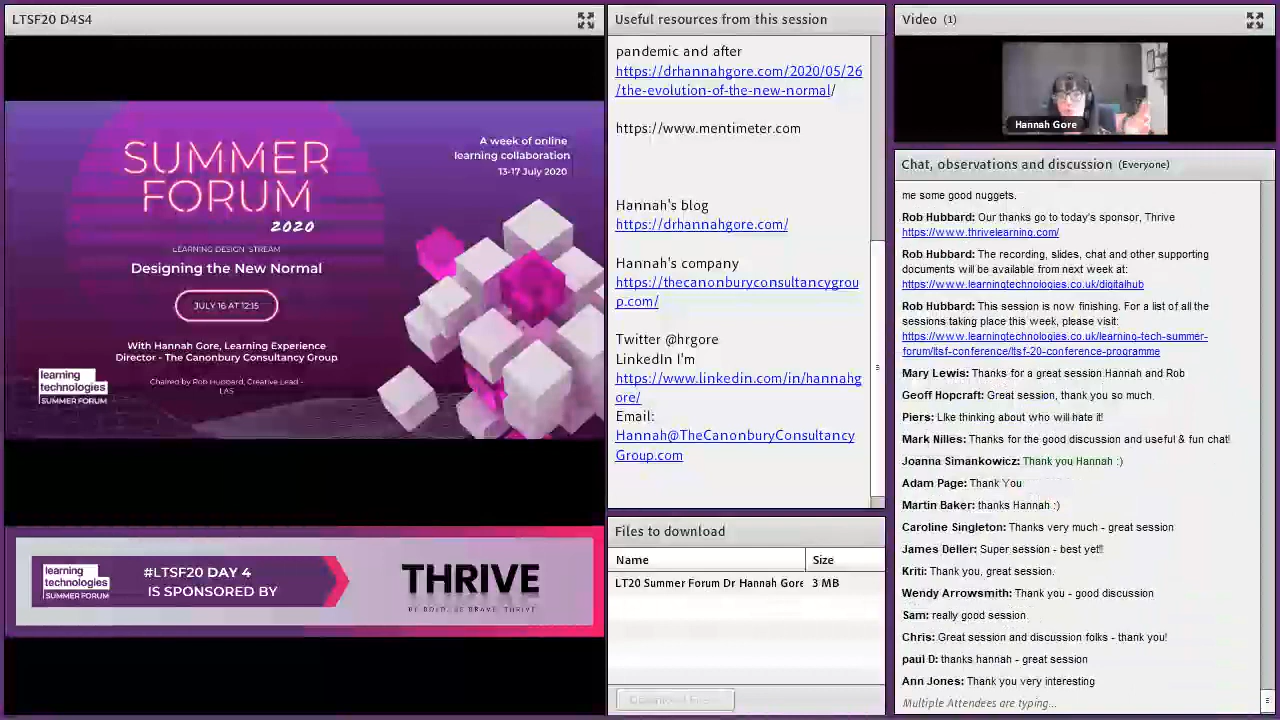 LTSF20 D4S4
SUMMER
FORUM
2020
A week of online
learning collaboration
13-17 July 2020
LEARNING DESIGN STREAM
Designing the New Normal
JULY 16 AT 12:15
With Hannah Gore, Learning Experience
Director - The Canonbury Consultancy Group
Chaired by Rob Hubbard, Creative Lead -
LAS
learning
technologies
SUMMER FORUM
learning
technologies
SUMMER FORUM
#LTSF20 DAY 4
IS SPONSORED BY
THRIVE
BE BOLD. BE BRAVE. THRIVE.
Useful resources from this session
pandemic and after
https://drhannahgore.com/2020/05/26
/the-evolution-of-the-new-normal/
https://www.mentimeter.com
Hannah's blog
https://drhannahgore.com/
Hannah's company
https://thecanonburyconsultancygrou
p.com/
Twitter @hrgore
LinkedIn I'm
https://www.linkedin.com/in/hannahg
ore/
Email:
Hannah@TheCanonburyConsultancy
Group.com
Files to download
Name Size
LT20 Summer Forum Dr Hannah Gore 3 MB
Download File(s)
Video (1)
Hannah Gore
Chat, observations and discussion (Everyone)
me some good nuggets.
Rob Hubbard: Our thanks go to today's sponsor, Thrive
https://www.thrivelearning.com/
Rob Hubbard: The recording, slides, chat and other supporting
documents will be available from next week at:
https://www.learningtechnologies.co.uk/digitalhub
Rob Hubbard: This session is now finishing. For a list of all the
sessions taking place this week, please visit:
https://www.learningtechnologies.co.uk/learning-tech-summer-
forum/ltsf-conference/ltsf-20-conference-programme
Mary Lewis: Thanks for a great session Hannah and Rob
Geoff Hopcraft: Great session, thank you so much.
Piers: LIke thinking about who will hate it!
Mark Nilles: Thanks for the good discussion and useful & fun chat!
Joanna Simankowicz: Thank you Hannah :)
Adam Page: Thank You
Martin Baker: thanks Hannah :)
Caroline Singleton: Thanks very much - great session
James Deller: Super session - best yet!!
Kriti: Thank you, great session.
Wendy Arrowsmith: Thank you - good discussion
Sam: really good session
Chris: Great session and discussion folks - thank you!
paul D: thanks hannah - great session
Ann Jones: Thank you very interesting
Multiple Attendees are typing...